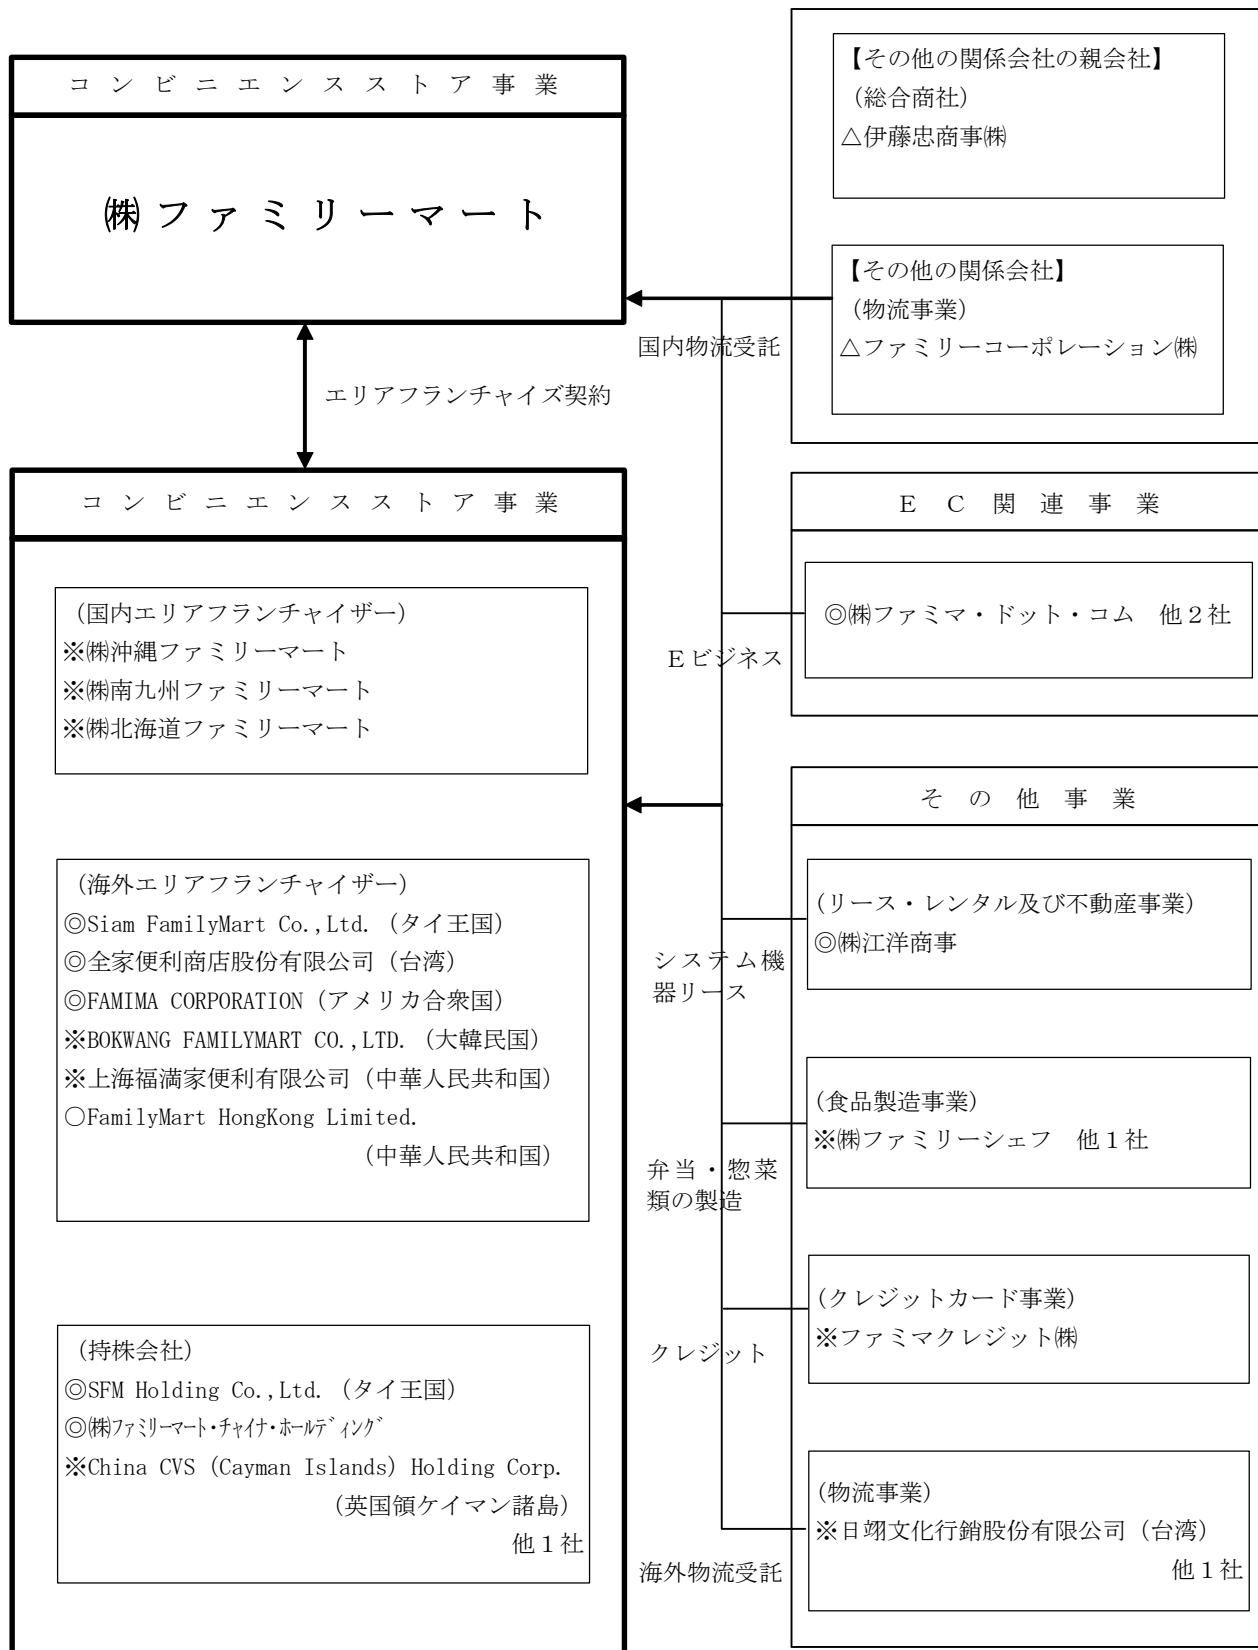 コンビニエンスストア事業
㈱ファミリーマート
エリアフランチャイズ契約
コンビニエンスストア事業
（国内エリアフランチャイザー）
※㈱沖縄ファミリーマート
※㈱南九州ファミリーマート
※㈱北海道ファミリーマート
（海外エリアフランチャイザー）
◎Siam FamilyMart Co.,Ltd.（タイ王国）
◎全家便利商店股份有限公司（台湾）
◎FAMIMA CORPORATION（アメリカ合衆国）
※BOKWANG FAMILYMART CO.,LTD.（大韓民国）
※上海福満家便利有限公司（中華人民共和国）
○FamilyMart HongKong Limited.
（中華人民共和国）
（持株会社）
◎SFM Holding Co.,Ltd.（タイ王国）
◎㈱ﾌｧﾐﾘｰﾏｰﾄ･ﾁｬｲﾅ･ﾎｰﾙﾃﾞｨﾝｸﾞ
※China CVS (Cayman Islands) Holding Corp.
（英国領ケイマン諸島）
他１社
【その他の関係会社の親会社】
（総合商社）
△伊藤忠商事㈱
【その他の関係会社】
（物流事業）
△ファミリーコーポレーション㈱
国内物流受託
ＥＣ関連事業
◎㈱ファミマ・ドット・コム　他２社
Ｅビジネス
その他事業
（リース・レンタル及び不動産事業）
◎㈱江洋商事
システム機
器リース
（食品製造事業）
※㈱ファミリーシェフ　他１社
弁当・惣菜
類の製造
（クレジットカード事業）
※ファミマクレジット㈱
クレジット
（物流事業）
※日翊文化行銷股份有限公司（台湾）
他１社
海外物流受託